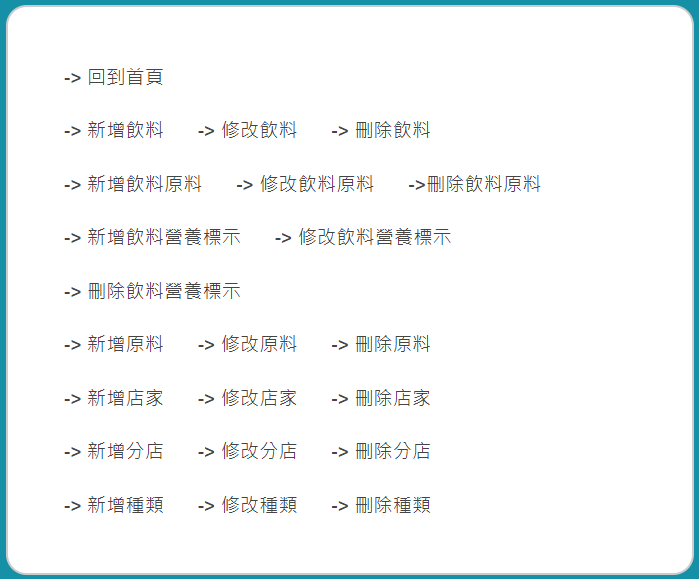 -> 回到首頁
-> 新增飲料 -> 修改飲料 -> 刪除飲料
-> 新增飲料原料 -> 修改飲料原料 ->刪除飲料原料
-> 新增飲料營養標示 -> 修改飲料營養標示
-> 刪除飲料營養標示
-> 新增原料 -> 修改原料 -> 刪除原料
-> 新增店家 -> 修改店家 -> 刪除店家
-> 新增分店 -> 修改分店 -> 刪除分店
-> 新增種類 -> 修改種類 -> 刪除種類